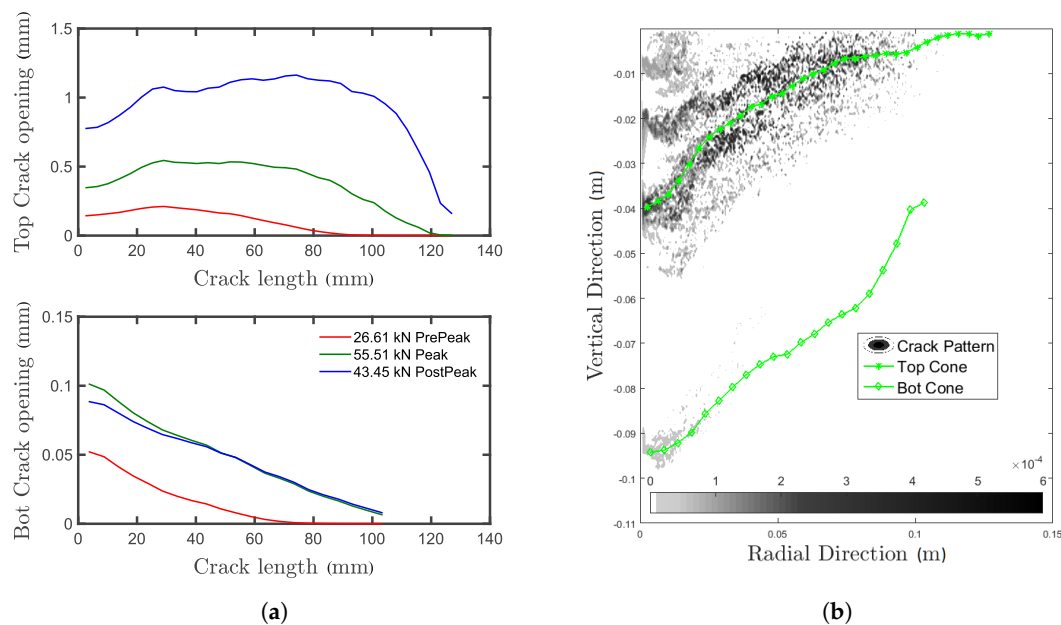 1.5
1
0.5
0
Top Crack opening (mm)
0 20 40 60 80 100 120 140
Crack length (mm)
0.15
0.1
0.05
0
Bot Crack opening (mm)
26.61 kN PrePeak
55.51 kN Peak
43.45 kN PostPeak
0 20 40 60 80 100 120 140
Crack length (mm)
(a)
-0.01
-0.02
-0.03
-0.04
-0.05
-0.06
-0.07
-0.08
-0.09
-0.1
-0.11
Vertical Direction (m)
Crack Pattern
Top Cone
Bot Cone
×10⁻⁴
0 1 2 3 4 5 6
0 0.05 0.1 0.15
Radial Direction (m)
(b)